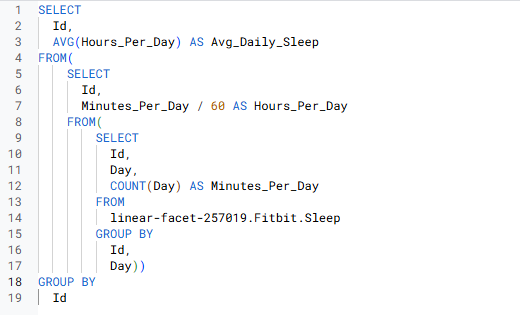 1 SELECT
2 Id,
3 AVG(Hours_Per_Day) AS Avg_Daily_Sleep
4 FROM(
5 SELECT
6 Id,
7 Minutes_Per_Day / 60 AS Hours_Per_Day
8 FROM(
9 SELECT
10 Id,
11 Day,
12 COUNT(Day) AS Minutes_Per_Day
13 FROM
14 linear-facet-257019.Fitbit.Sleep
15 GROUP BY
16 Id,
17 Day))
18 GROUP BY
19 Id